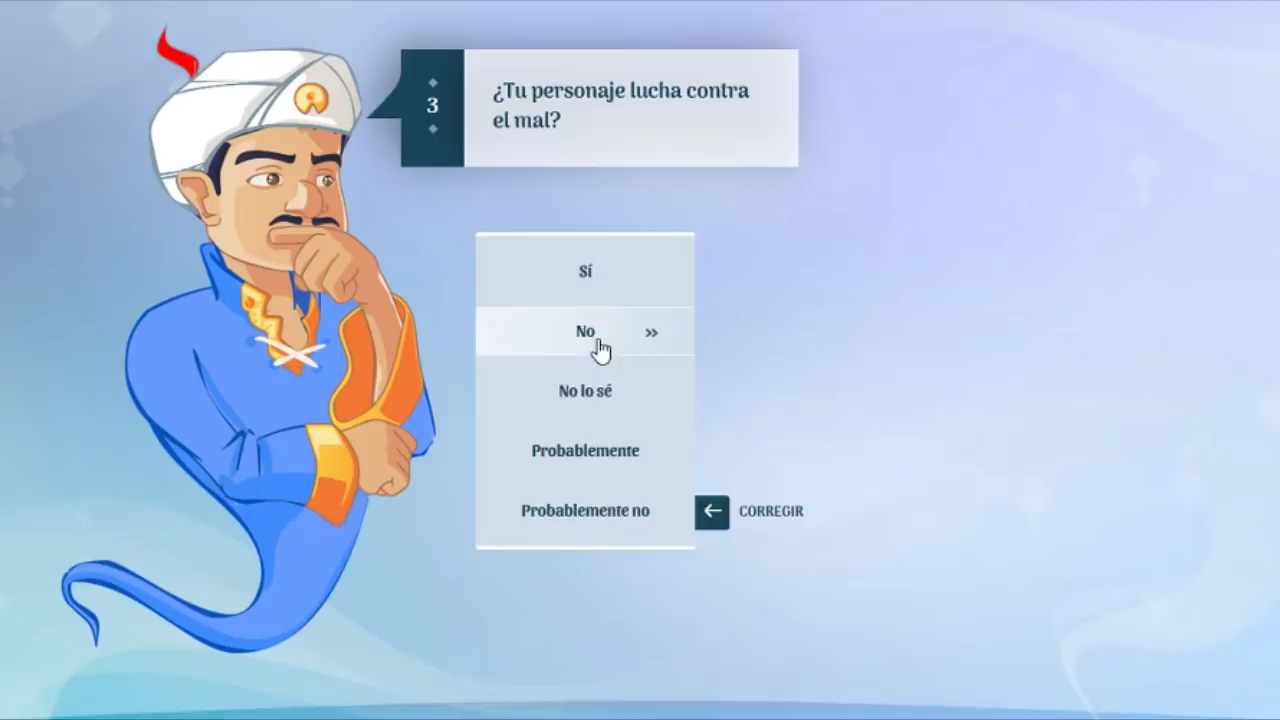 3
¿Tu personaje lucha contra
el mal?
Sí
No »
No lo sé
Probablemente
Probablemente no
CORREGIR